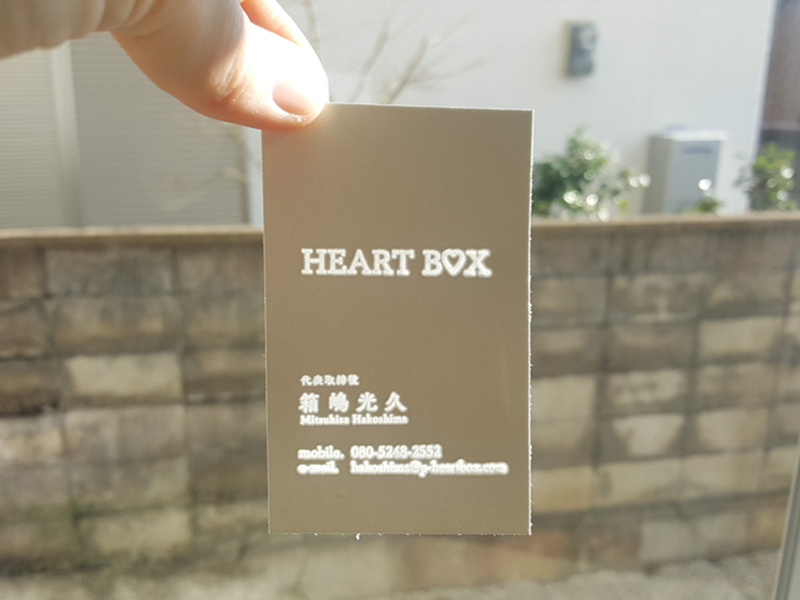 HEART B♡X
代表取締役
箱嶋光久
Mitsuhisa Hakoshima
mobile. 080-5248-2552
e-mail. hakoshima@p-heartbox.com